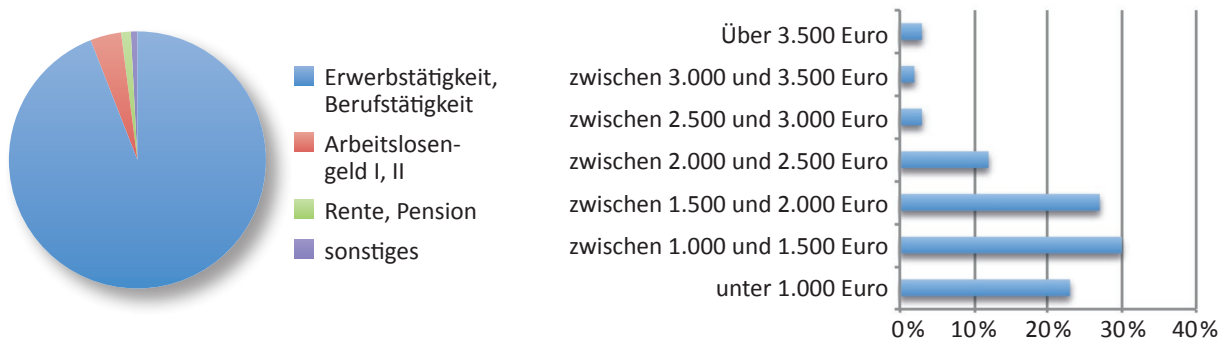 Erwerbstätigkeit,
Berufstätigkeit
Arbeitslosen-
geld I, II
Rente, Pension
sonstiges
Über 3.500 Euro
zwischen 3.000 und 3.500 Euro
zwischen 2.500 und 3.000 Euro
zwischen 2.000 und 2.500 Euro
zwischen 1.500 und 2.000 Euro
zwischen 1.000 und 1.500 Euro
unter 1.000 Euro
0% 10% 20% 30% 40%